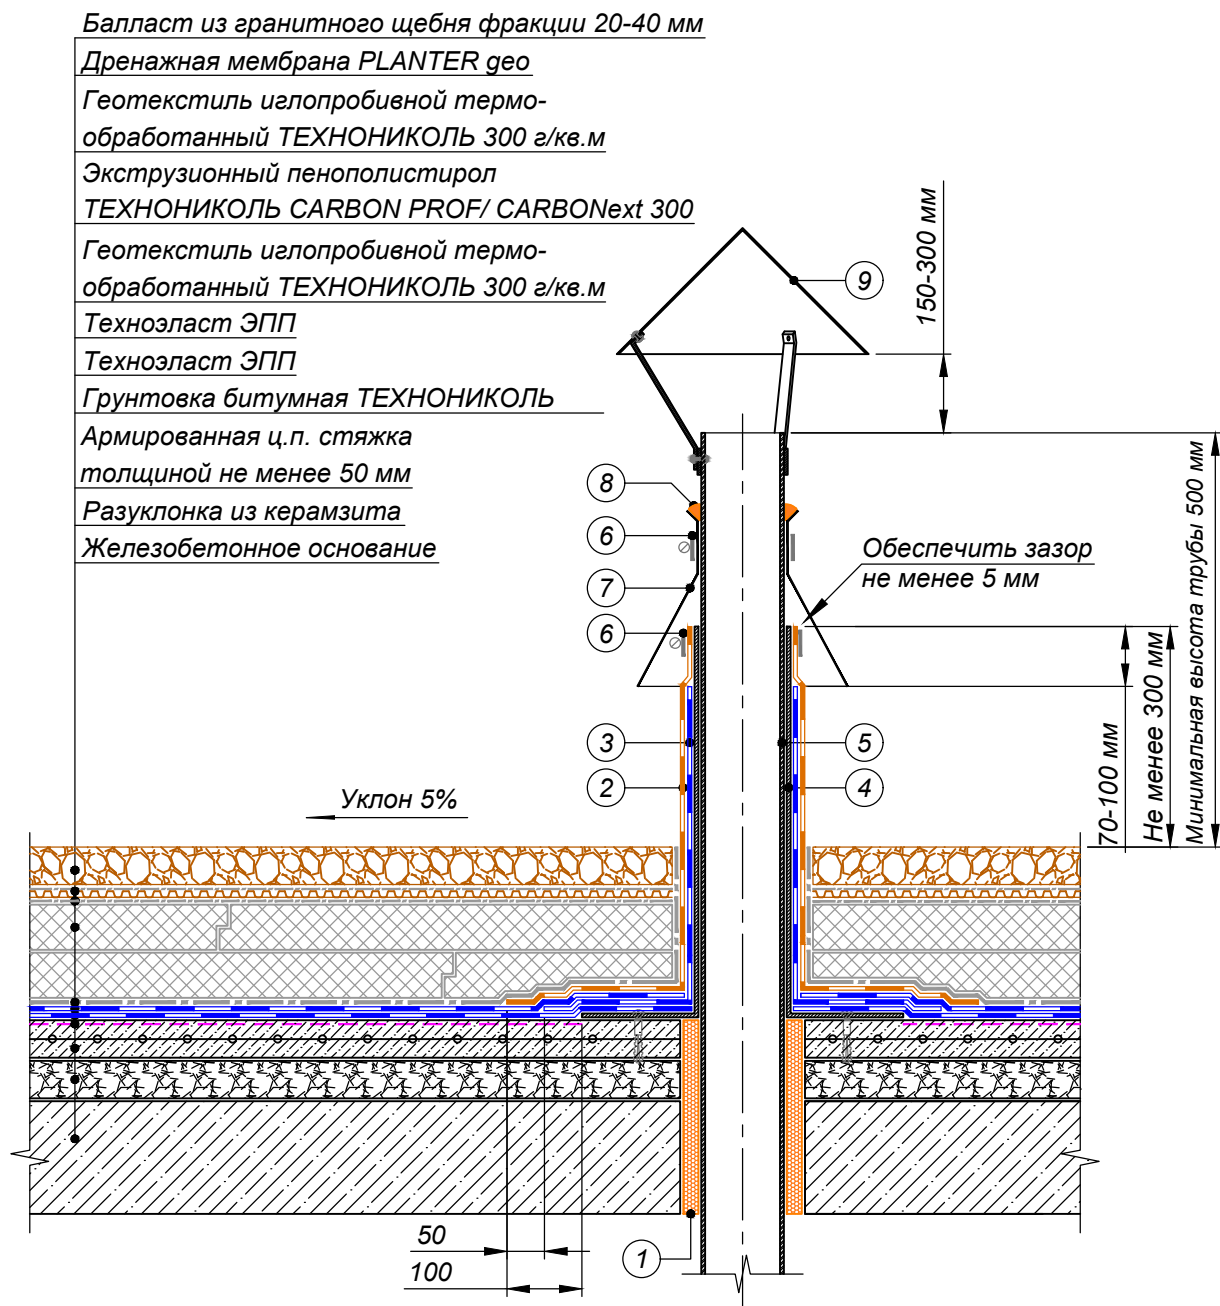 Балласт из гранитного щебня фракции 20-40 мм
Дренажная мембрана PLANTER geo
Геотекстиль иглопробивной термо-
обработанный ТЕХНОНИКОЛЬ 300 г/кв.м
Экструзионный пенополистирол
ТЕХНОНИКОЛЬ CARBON PROF/ CARBONext 300
Геотекстиль иглопробивной термо-
обработанный ТЕХНОНИКОЛЬ 300 г/кв.м
Техноэласт ЭПП
Техноэласт ЭПП
Грунтовка битумная ТЕХНОНИКОЛЬ
Армированная ц.п. стяжка
толщиной не менее 50 мм
Разуклонка из керамзита
Железобетонное основание
9
150-300 мм
8
6
7
6
Обеспечить зазор
не менее 5 мм
3
2
5
4
Уклон 5%
70-100 мм
Не менее 300 мм
Минимальная высота трубы 500 мм
50
100
1